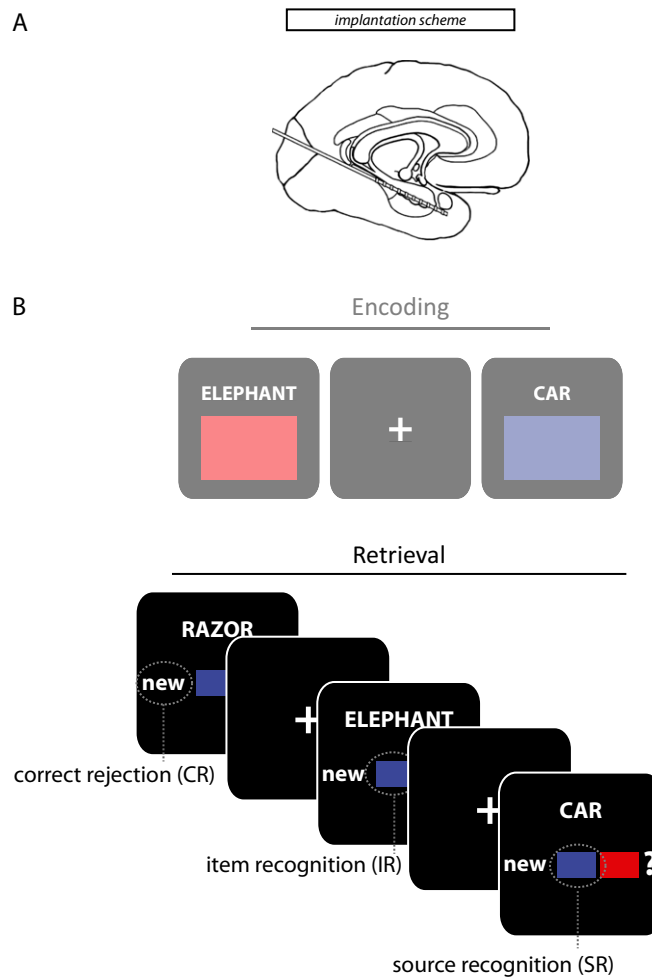 A
implantation scheme
B
Encoding
ELEPHANT
+
CAR
Retrieval
RAZOR
new
correct rejection (CR)
+
ELEPHANT
new
item recognition (IR)
+
CAR
new ?
source recognition (SR)